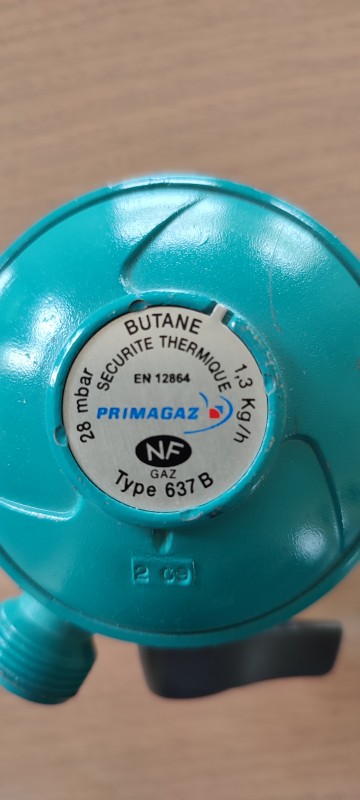 BUTANE
SECURITE THERMIQUE
28 mbar
1,3 Kg/h
EN 12864
PRIMAGAZ
NF
GAZ
Type 637 B
2 09